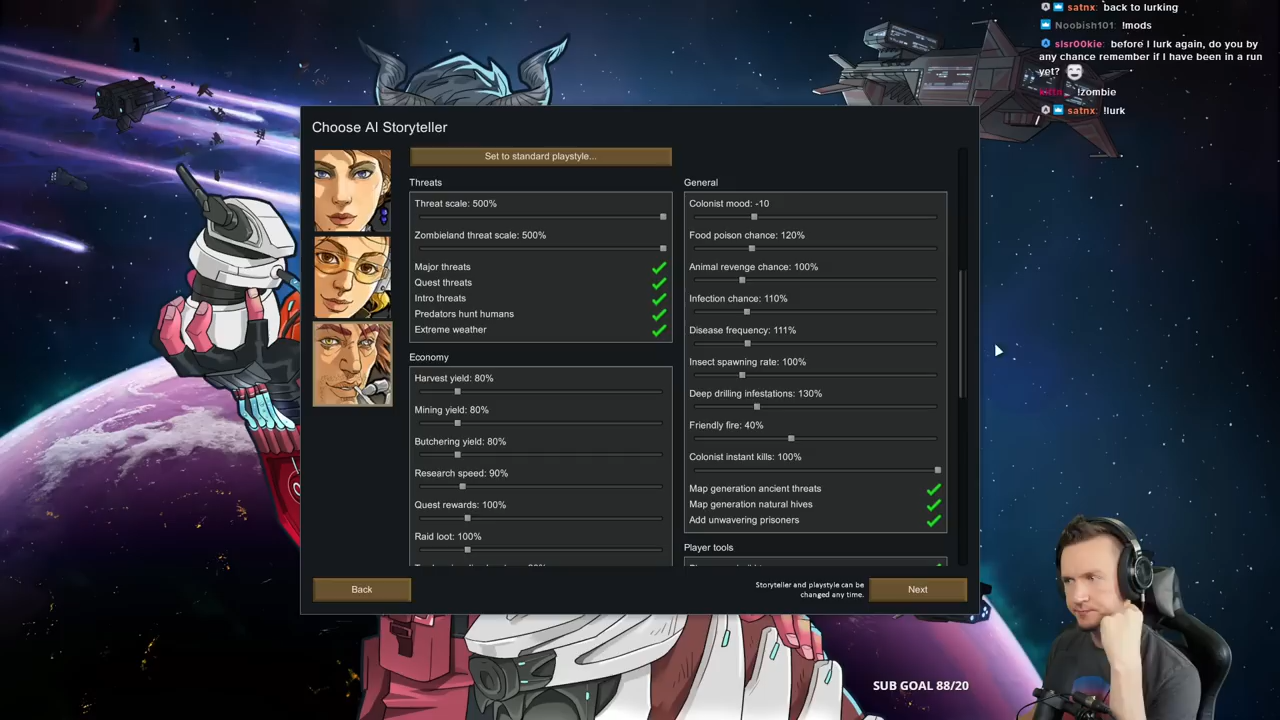 satnx: back to lurking
Noobish101: !mods
slsr00kie: before I lurk again, do you by
any chance remember if I have been in a run
yet?
!zombie
satnx: !lurk
Choose AI Storyteller
Set to standard playstyle...
Threats
Threat scale: 500%
Zombieland threat scale: 500%
Major threats
Quest threats
Intro threats
Predators hunt humans
Extreme weather
Economy
Harvest yield: 80%
Mining yield: 80%
Butchering yield: 80%
Research speed: 90%
Quest rewards: 100%
Raid loot: 100%
General
Colonist mood: -10
Food poison chance: 120%
Animal revenge chance: 100%
Infection chance: 110%
Disease frequency: 111%
Insect spawning rate: 100%
Deep drilling infestations: 130%
Friendly fire: 40%
Colonist instant kills: 100%
Map generation ancient threats
Map generation natural hives
Add unwavering prisoners
Player tools
Back
Storyteller and playstyle can be
changed any time.
Next
SUB GOAL 88/20